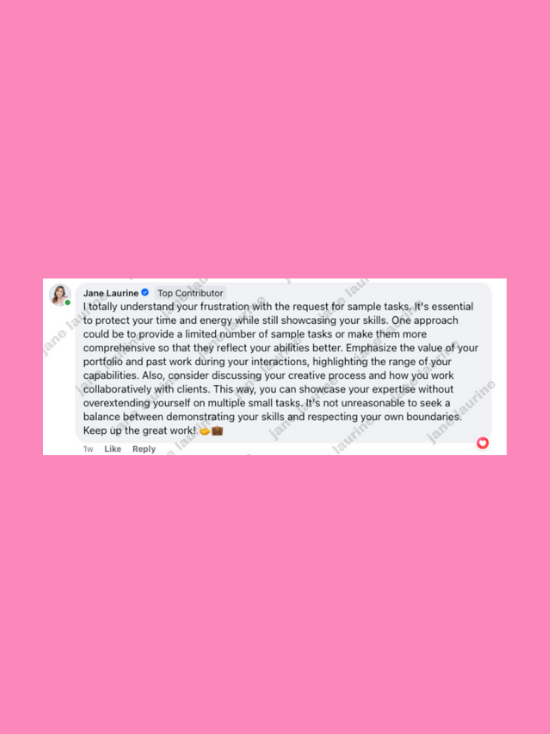 Jane Laurine Top Contributor
I totally understand your frustration with the request for sample tasks. It's essential
to protect your time and energy while still showcasing your skills. One approach
could be to provide a limited number of sample tasks or make them more
comprehensive so that they reflect your abilities better. Emphasize the value of your
portfolio and past work during your interactions, highlighting the range of your
capabilities. Also, consider discussing your creative process and how you work
collaboratively with clients. This way, you can showcase your expertise without
overextending yourself on multiple small tasks. It's not unreasonable to seek a
balance between demonstrating your skills and respecting your own boundaries.
Keep up the great work! 🤝💼
1w Like Reply
jane laurine